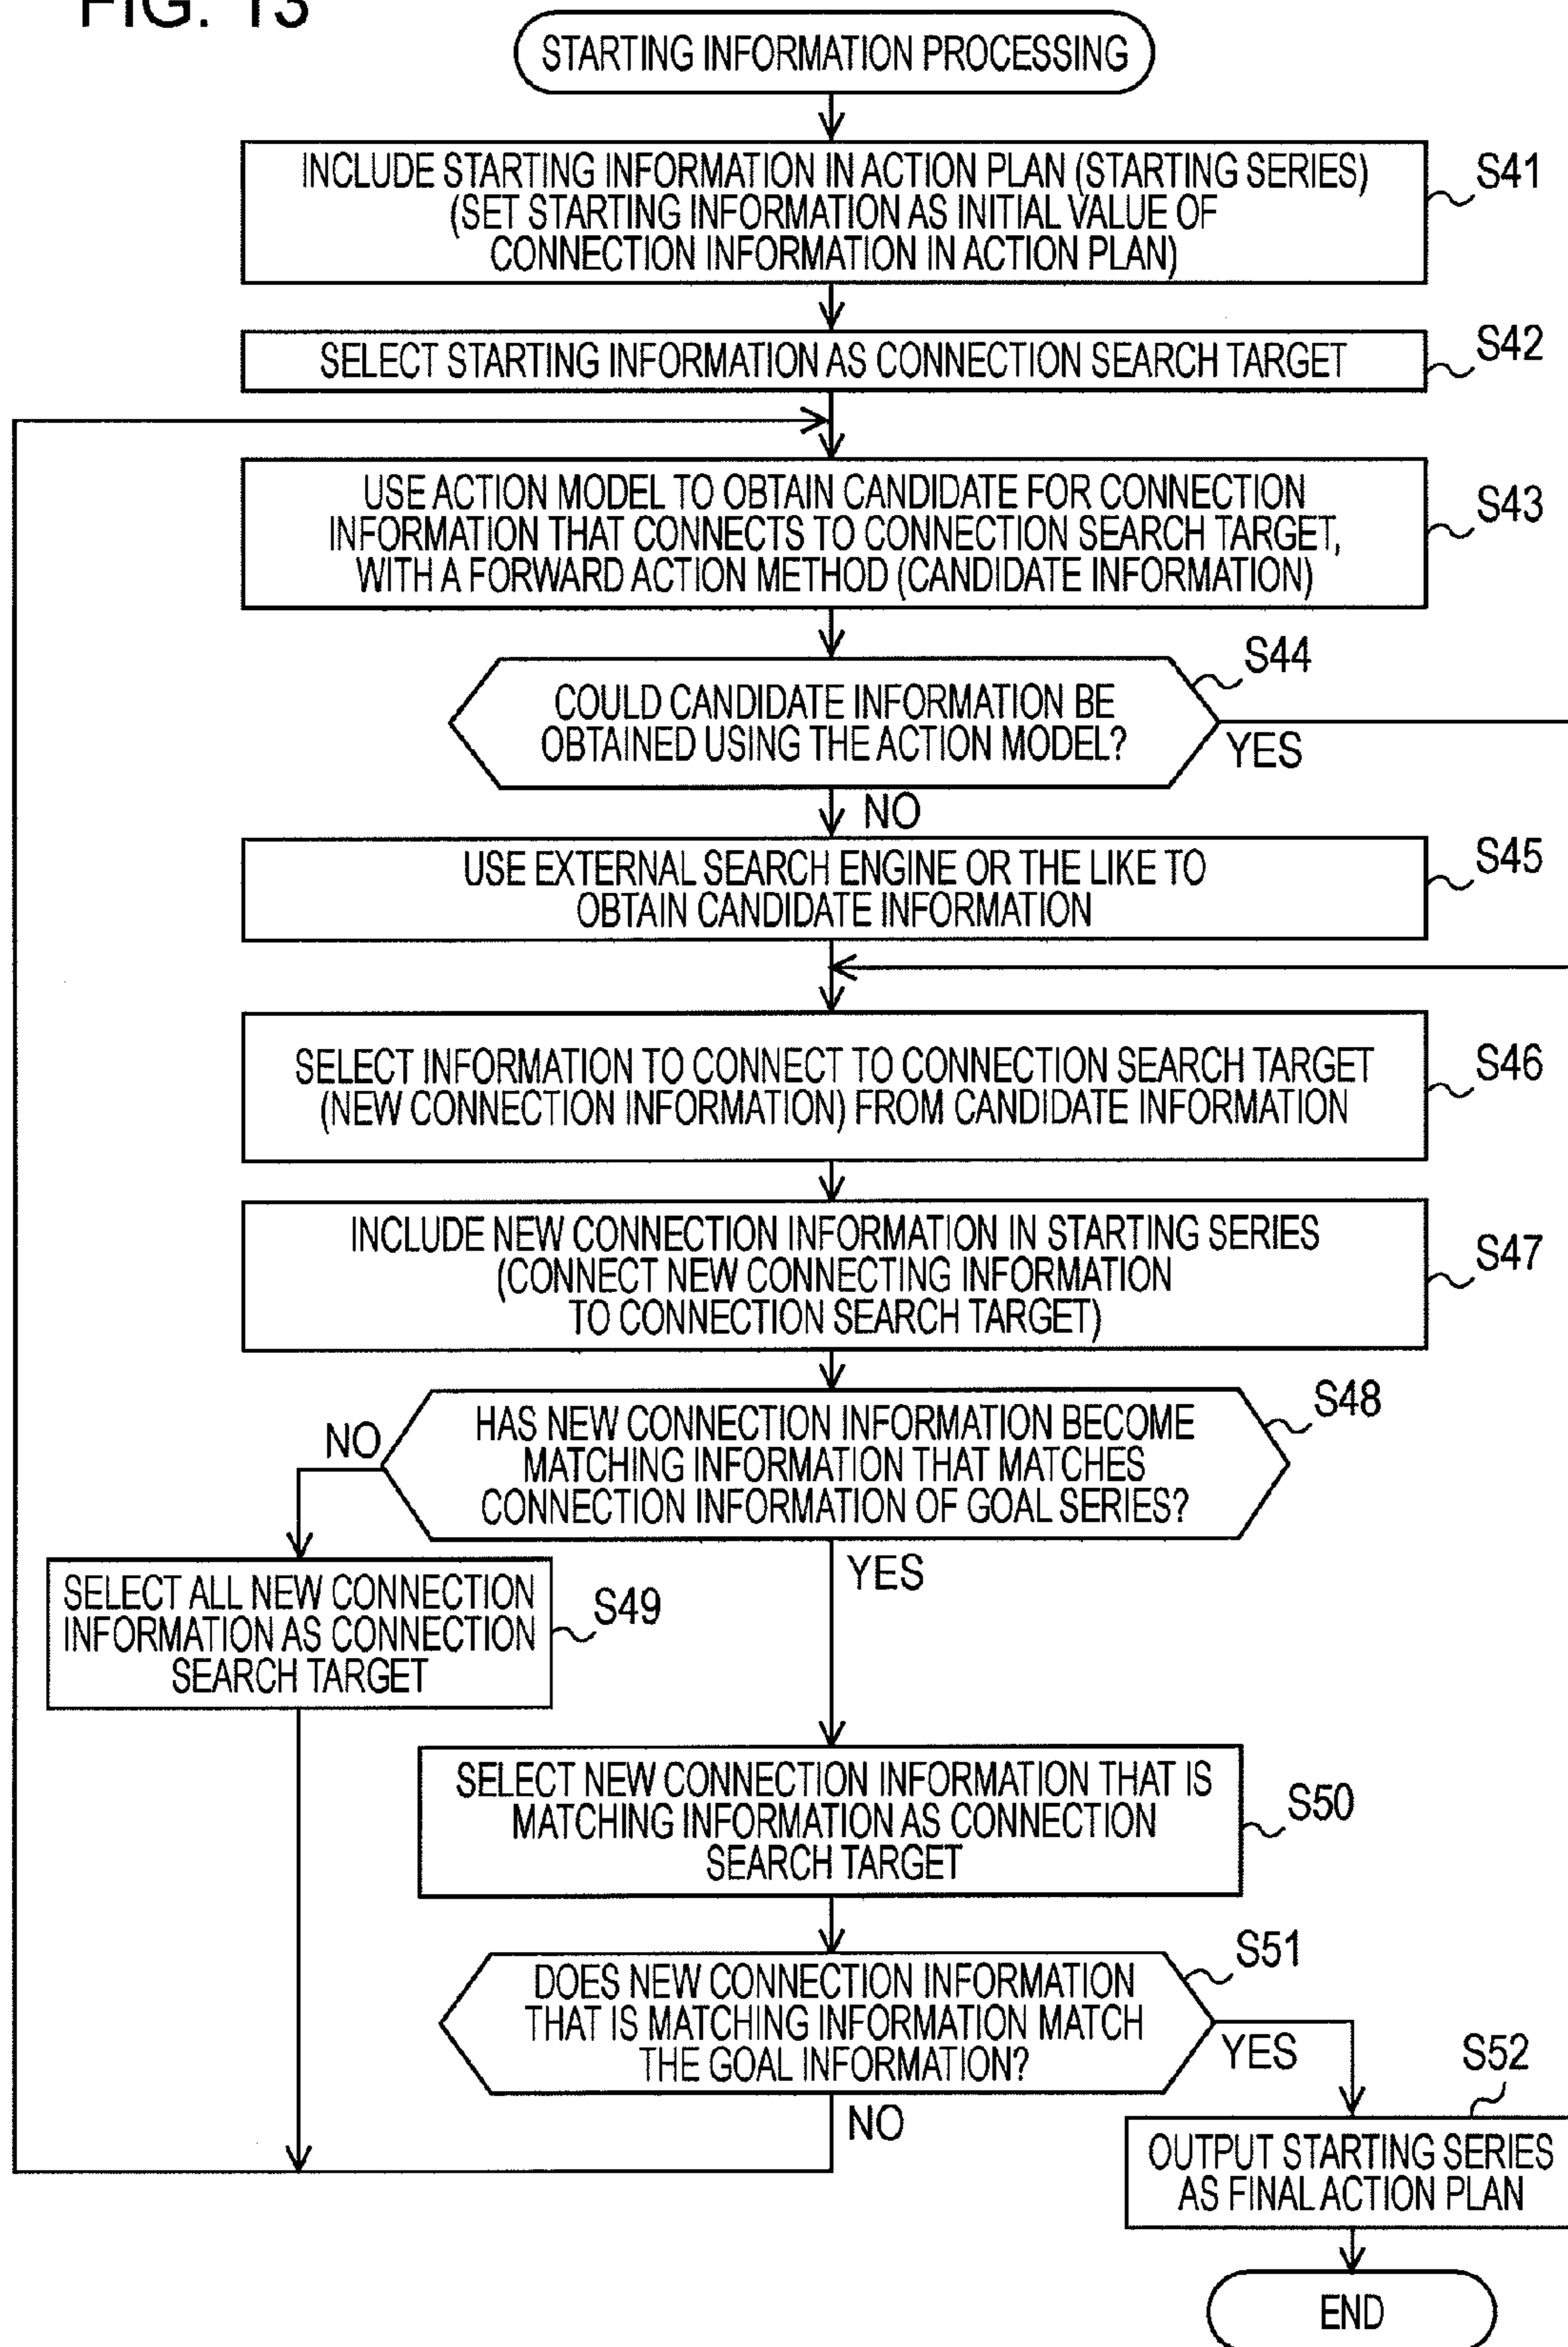 FIG. 13
STARTING INFORMATION PROCESSING
INCLUDE STARTING INFORMATION IN ACTION PLAN (STARTING SERIES)
(SET STARTING INFORMATION AS INITIAL VALUE OF
CONNECTION INFORMATION IN ACTION PLAN)
S41
SELECT STARTING INFORMATION AS CONNECTION SEARCH TARGET
S42
USE ACTION MODEL TO OBTAIN CANDIDATE FOR CONNECTION
INFORMATION THAT CONNECTS TO CONNECTION SEARCH TARGET,
WITH A FORWARD ACTION METHOD (CANDIDATE INFORMATION)
S43
S44
COULD CANDIDATE INFORMATION BE
OBTAINED USING THE ACTION MODEL?
YES
NO
USE EXTERNAL SEARCH ENGINE OR THE LIKE TO
OBTAIN CANDIDATE INFORMATION
S45
SELECT INFORMATION TO CONNECT TO CONNECTION SEARCH TARGET
(NEW CONNECTION INFORMATION) FROM CANDIDATE INFORMATION
S46
INCLUDE NEW CONNECTION INFORMATION IN STARTING SERIES
(CONNECT NEW CONNECTING INFORMATION
TO CONNECTION SEARCH TARGET)
S47
S48
HAS NEW CONNECTION INFORMATION BECOME
MATCHING INFORMATION THAT MATCHES
CONNECTION INFORMATION OF GOAL SERIES?
NO
YES
SELECT ALL NEW CONNECTION
INFORMATION AS CONNECTION
SEARCH TARGET
S49
SELECT NEW CONNECTION INFORMATION THAT IS
MATCHING INFORMATION AS CONNECTION
SEARCH TARGET
S50
S51
DOES NEW CONNECTION INFORMATION
THAT IS MATCHING INFORMATION MATCH
THE GOAL INFORMATION?
YES
NO
S52
OUTPUT STARTING SERIES
AS FINAL ACTION PLAN
END